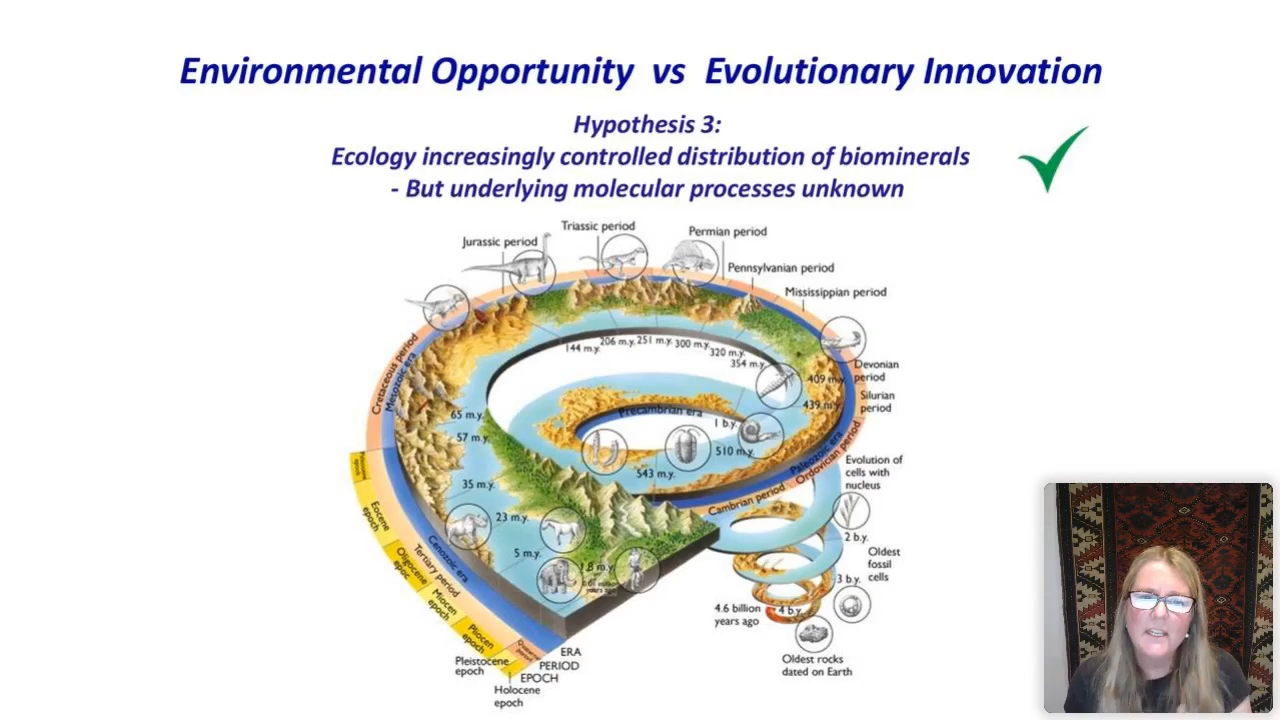 Environmental Opportunity vs Evolutionary Innovation
Hypothesis 3:
Ecology increasingly controlled distribution of biominerals
- But underlying molecular processes unknown
Triassic period
Jurassic period
Permian period
Pennsylvanian period
Mississippian period
Devonian
period
Silurian
period
Cretaceous period
Mesozoic era
144 m.y.
206 m.y.
251 m.y.
300 m.y.
320 m.y.
354 m.y.
409 m.y.
439 m.y.
Precambrian era
1 b.y.
510 m.y.
543 m.y.
Paleozoic era
Ordovician period
Cambrian period
65 m.y.
57 m.y.
35 m.y.
23 m.y.
5 m.y.
1.8 m.y.
Eocene
epoch
Oligocene
epoc
Miocen
epoch
Pliocen
epoch
Cenozoic era
Tertiary period
Pleistocene
epoch
Holocene
epoch
ERA
PERIOD
EPOCH
Evolution of
cells with
nucleus
2 b.y.
Oldest
fossil
cells
3 b.y.
4 b.y.
4.6 billion
years ago
Oldest rocks
dated on Earth